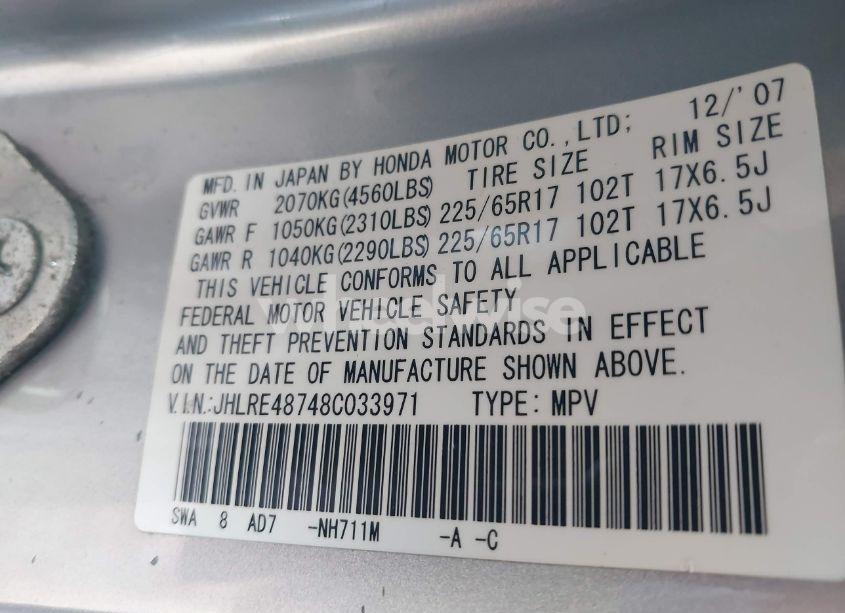 MFD. IN JAPAN BY HONDA MOTOR CO., LTD; 12/'07
GVWR 2070KG(4560LBS) TIRE SIZE RIM SIZE
GAWR F 1050KG(2310LBS) 225/65R17 102T 17X6.5J
GAWR R 1040KG(2290LBS) 225/65R17 102T 17X6.5J
THIS VEHICLE CONFORMS TO ALL APPLICABLE
FEDERAL MOTOR VEHICLE SAFETY
AND THEFT PREVENTION STANDARDS IN EFFECT
ON THE DATE OF MANUFACTURE SHOWN ABOVE.
V.I.N.:JHLRE48748C033971 TYPE: MPV
SWA 8 AD7 -NH711M -A -C
wheelwise